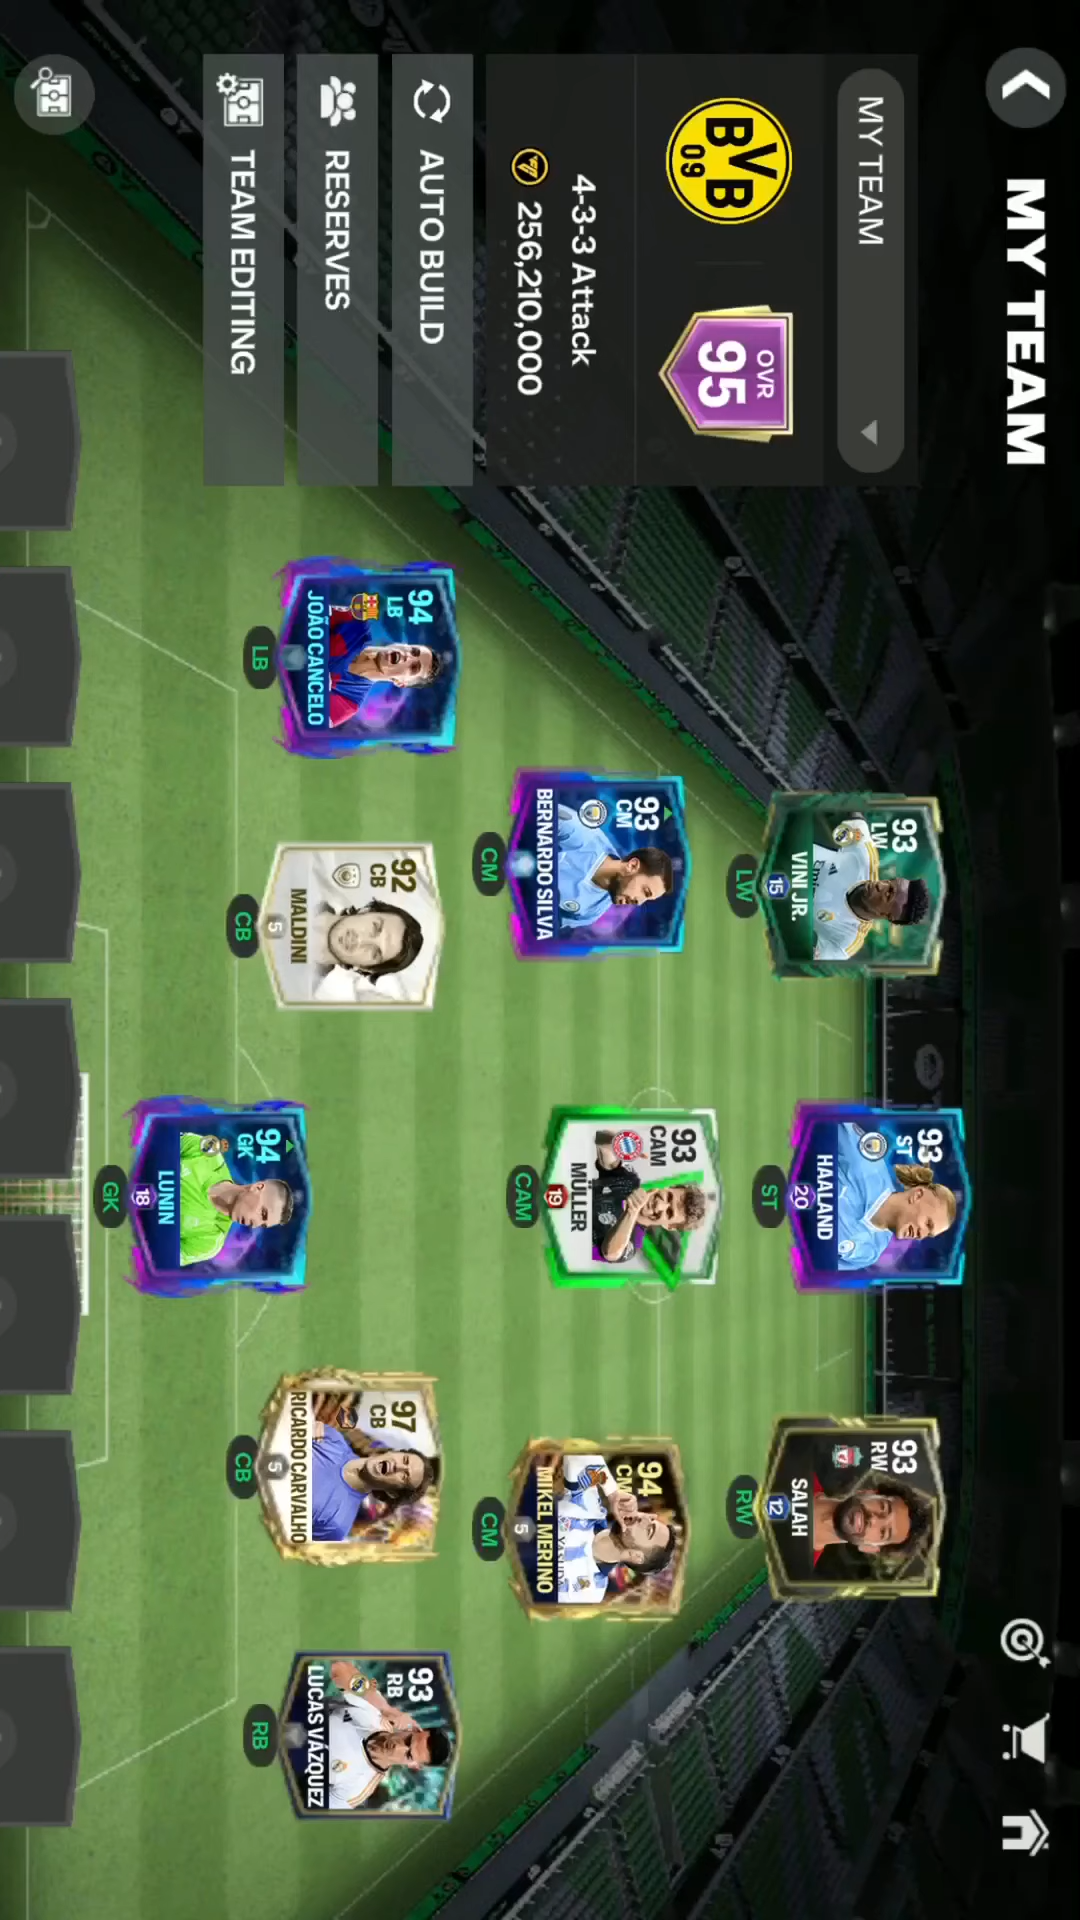 MY TEAM
MY TEAM
BVB
09
OVR
95
4-3-3 Attack
256,210,000
AUTO BUILD
RESERVES
TEAM EDITING
93
LW
VINI JR.
15
LW
93
ST
HAALAND
20
ST
93
RW
SALAH
12
RW
93
CM
BERNARDO SILVA
CM
93
CAM
MÜLLER
19
CAM
94
CM
MIKEL MERINO
5
CM
94
LB
JOÃO CANCELO
LB
92
CB
MALDINI
5
CB
97
CB
RICARDO CARVALHO
5
CB
93
RB
LUCAS VÁZQUEZ
RB
94
GK
LUNIN
18
GK